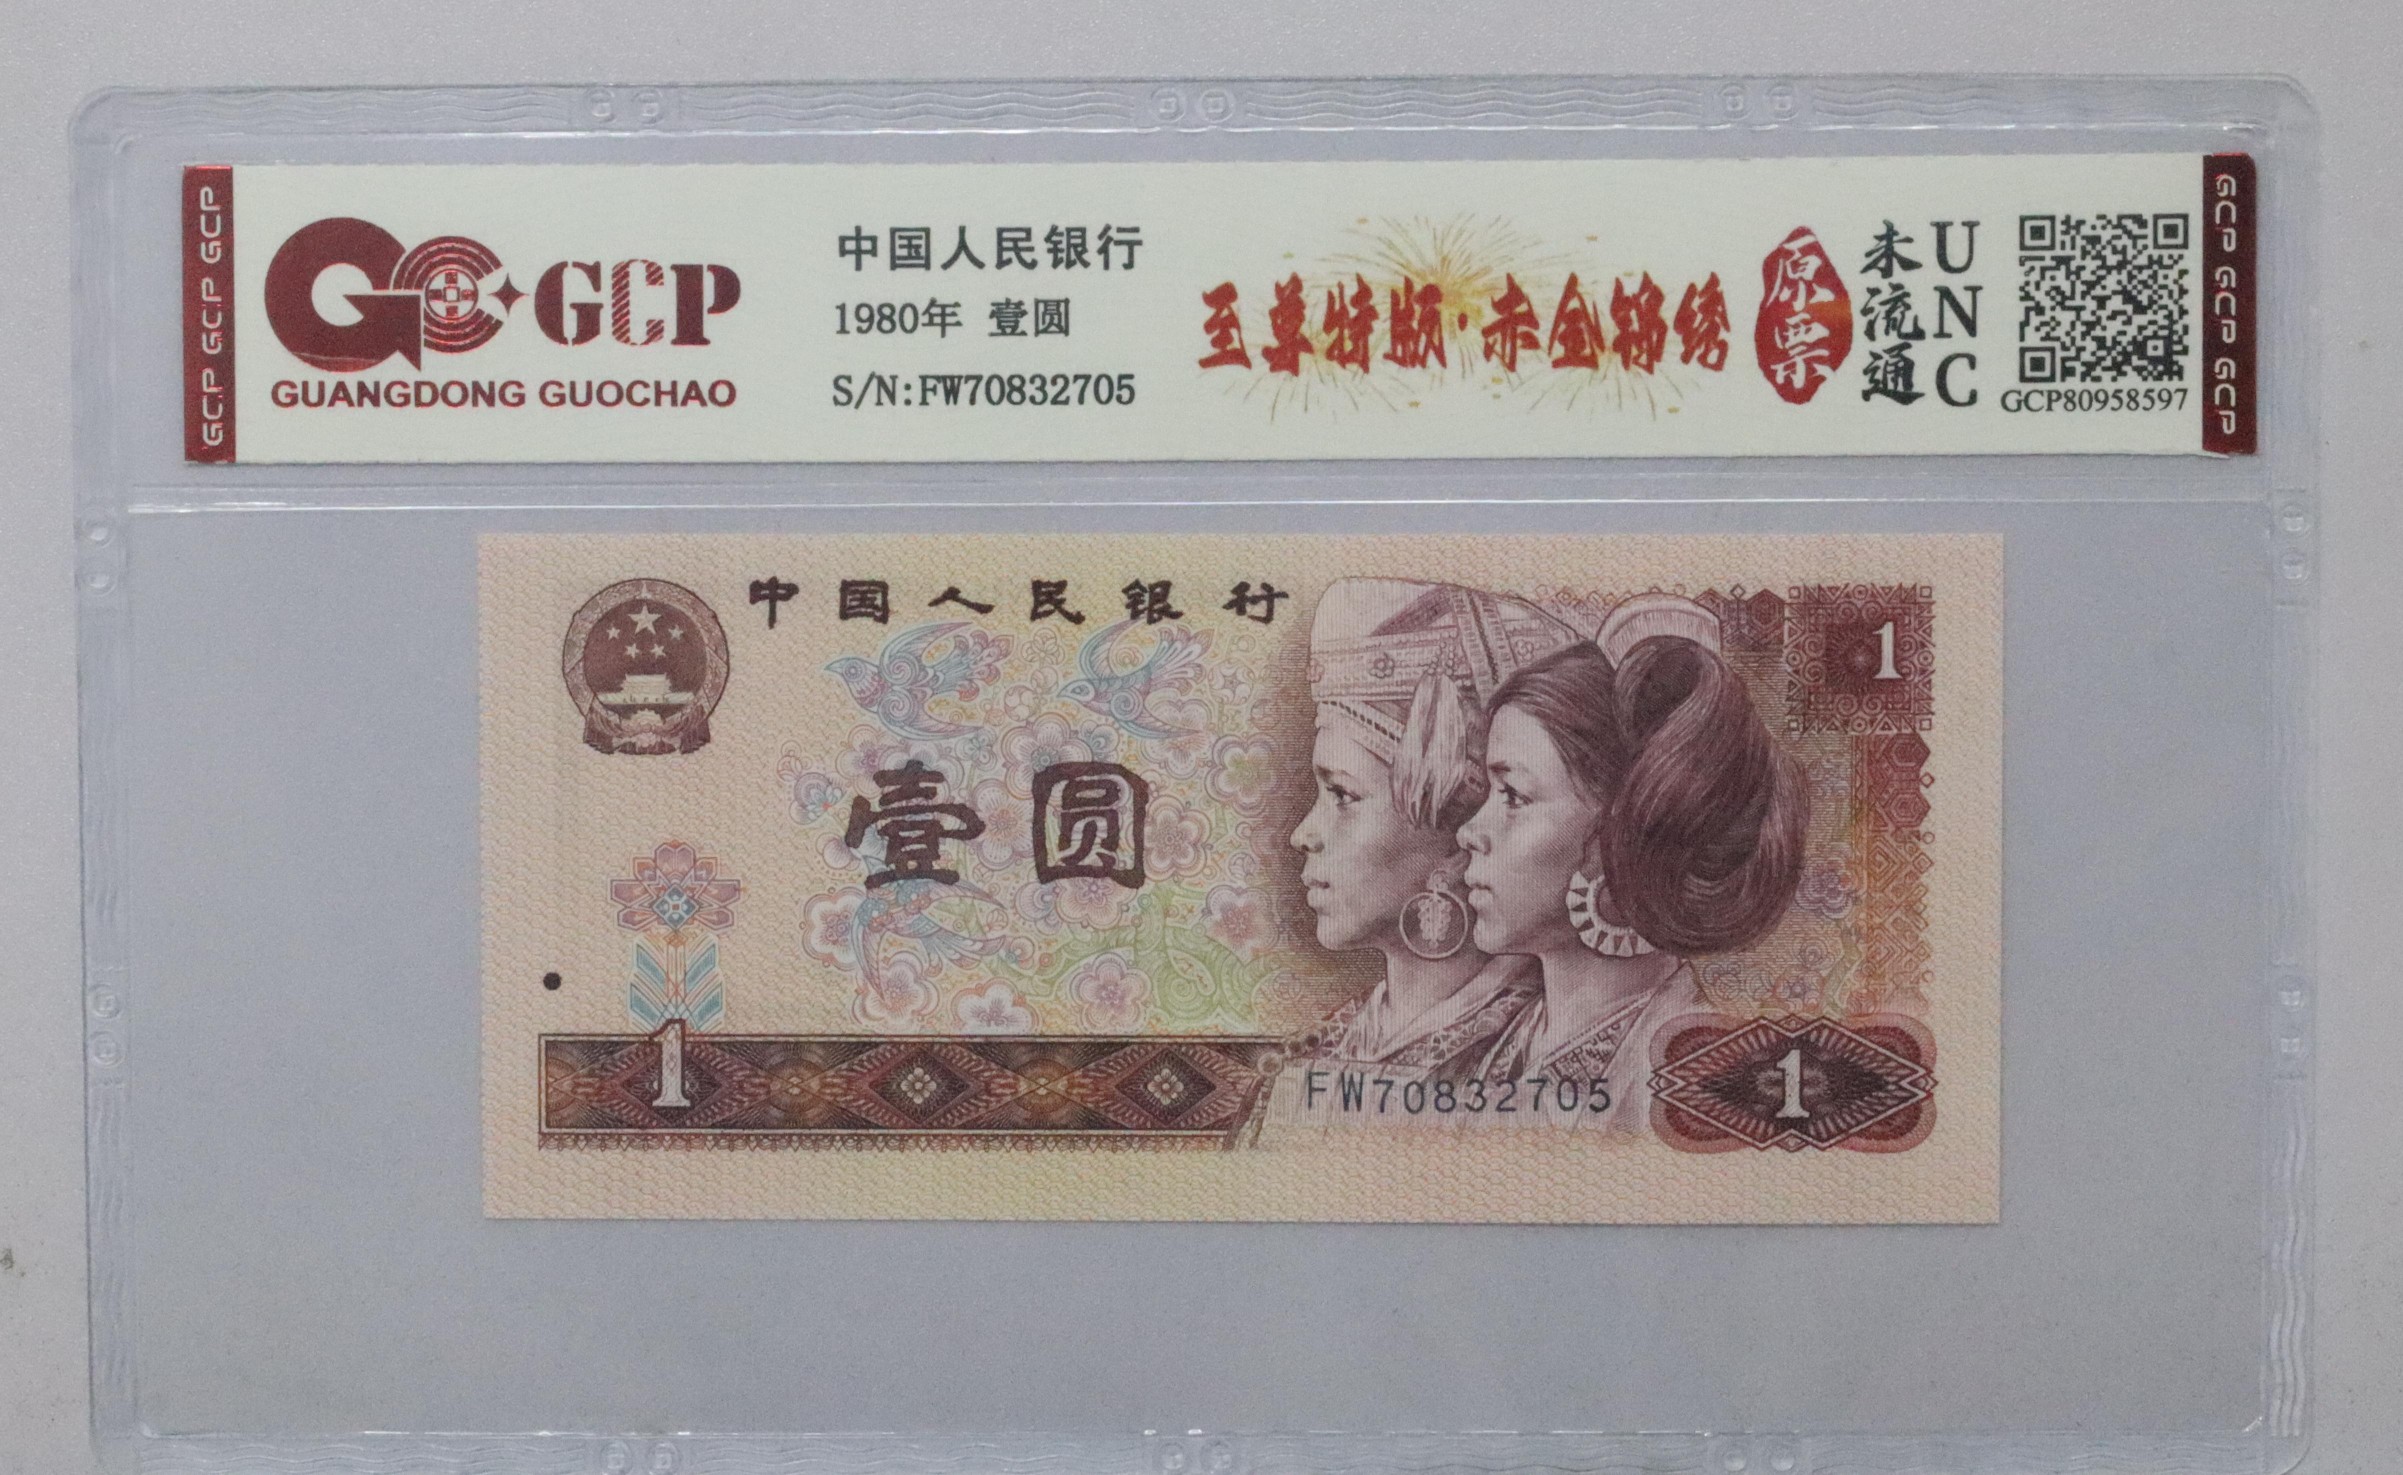 GCP GCP GCP GCP
GCP
GUANGDONG GUOCHAO
中国人民银行
1980年 壹圆
S/N:FW70832705
至尊特版·赤金锦绣
原票
未流通
UNC
GCP80958597
GCP GCP GCP GCP
中国人民银行
1
壹圆
1
FW70832705
1